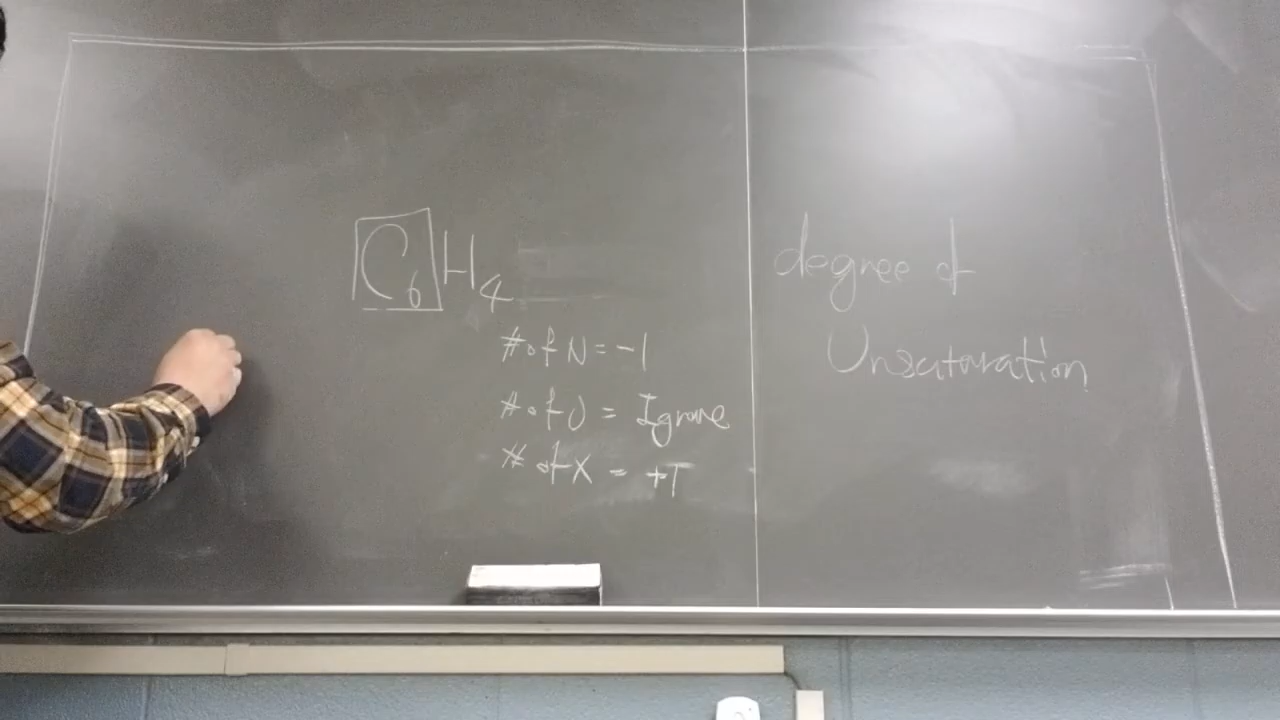 C6H4
# of N = -1
# of O = Ignore
# of X = +1
degree of
Unsaturation